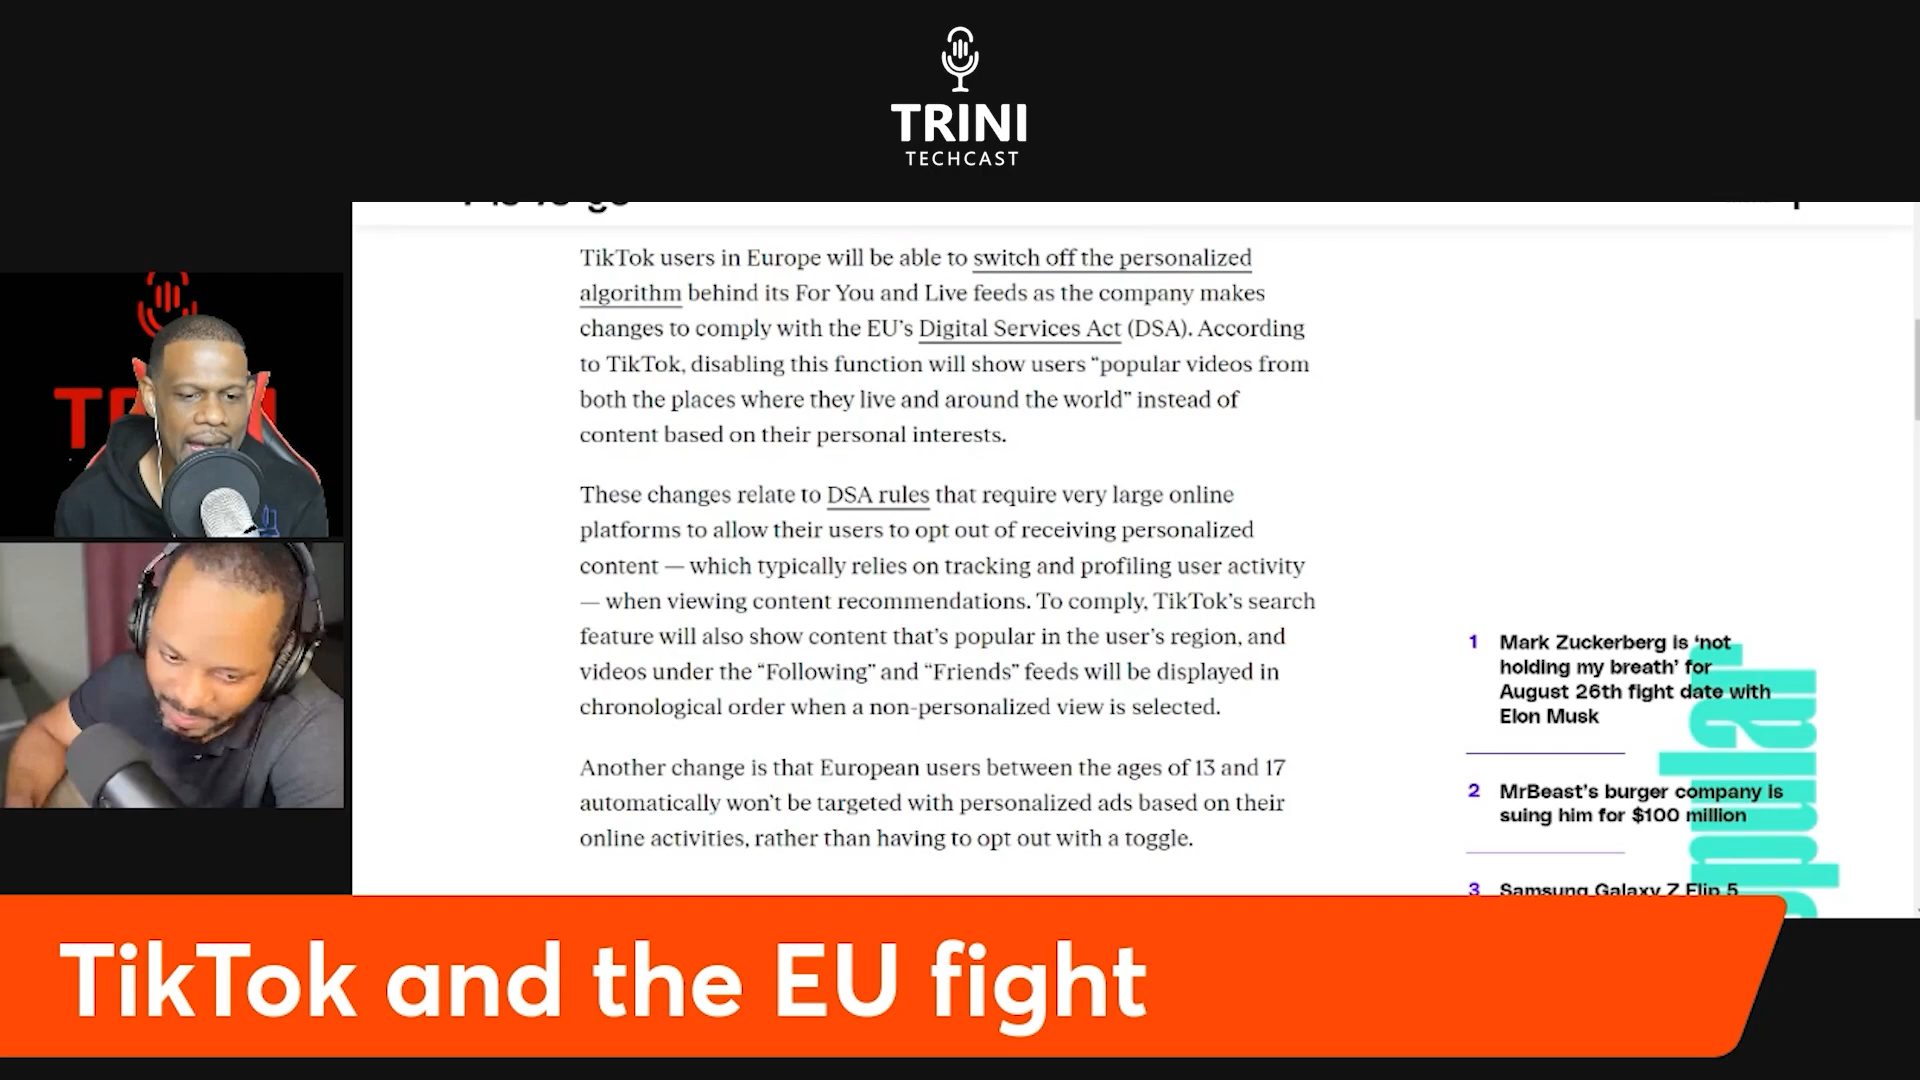 TRINI
TECHCAST
TikTok users in Europe will be able to switch off the personalized
algorithm behind its For You and Live feeds as the company makes
changes to comply with the EU’s Digital Services Act (DSA). According
to TikTok, disabling this function will show users “popular videos from
both the places where they live and around the world” instead of
content based on their personal interests.
These changes relate to DSA rules that require very large online
platforms to allow their users to opt out of receiving personalized
content — which typically relies on tracking and profiling user activity
— when viewing content recommendations. To comply, TikTok’s search
feature will also show content that’s popular in the user’s region, and
videos under the “Following” and “Friends” feeds will be displayed in
chronological order when a non-personalized view is selected.
Another change is that European users between the ages of 13 and 17
automatically won’t be targeted with personalized ads based on their
online activities, rather than having to opt out with a toggle.
1 Mark Zuckerberg is ‘not
holding my breath’ for
August 26th fight date with
Elon Musk
2 MrBeast’s burger company is
suing him for $100 million
3 Samsung Galaxy Z Flip 5
TikTok and the EU fight